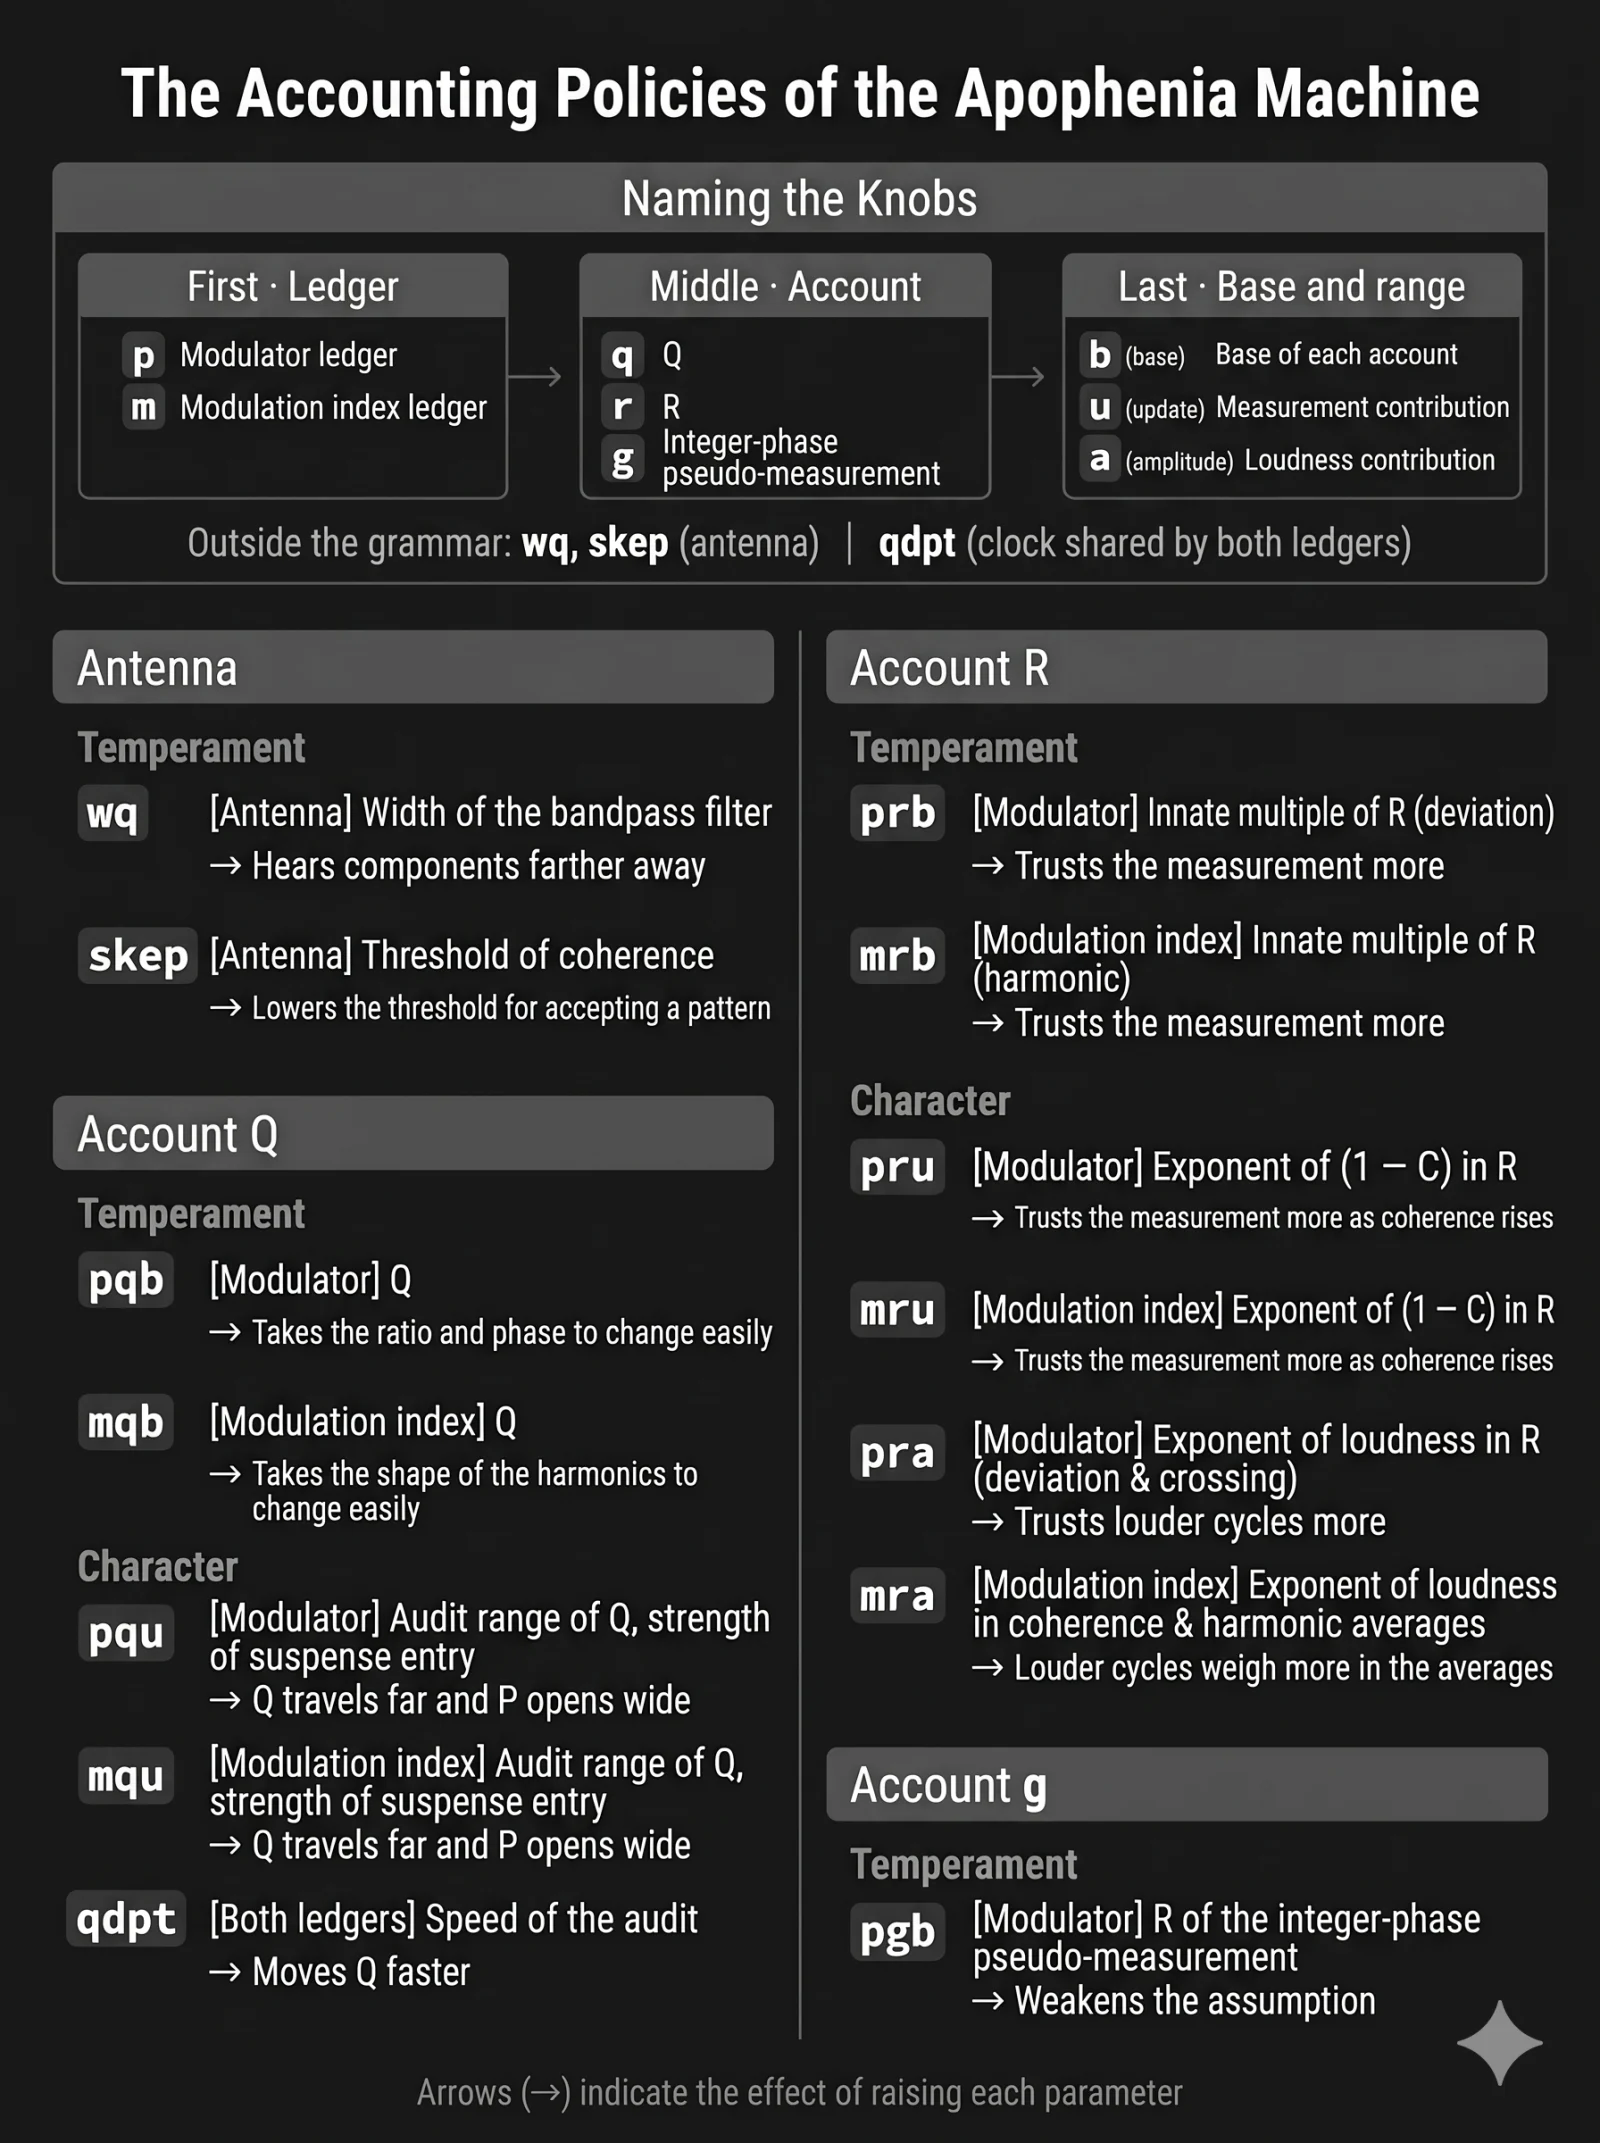 The Accounting Policies of the Apophenia Machine
Naming the Knobs
First · Ledger
p Modulator ledger
m Modulation index ledger
→
Middle · Account
q Q
r R
g Integer-phase
pseudo-measurement
→
Last · Base and range
b (base) Base of each account
u (update) Measurement contribution
a (amplitude) Loudness contribution
Outside the grammar: wq, skep (antenna) | qdpt (clock shared by both ledgers)
Antenna
Temperament
wq [Antenna] Width of the bandpass filter
→ Hears components farther away
skep [Antenna] Threshold of coherence
→ Lowers the threshold for accepting a pattern
Account Q
Temperament
pqb [Modulator] Q
→ Takes the ratio and phase to change easily
mqb [Modulation index] Q
→ Takes the shape of the harmonics to
change easily
Character
pqu [Modulator] Audit range of Q, strength
of suspense entry
→ Q travels far and P opens wide
mqu [Modulation index] Audit range of Q,
strength of suspense entry
→ Q travels far and P opens wide
qdpt [Both ledgers] Speed of the audit
→ Moves Q faster
Account R
Temperament
prb [Modulator] Innate multiple of R (deviation)
→ Trusts the measurement more
mrb [Modulation index] Innate multiple of R
(harmonic)
→ Trusts the measurement more
Character
pru [Modulator] Exponent of (1 – C) in R
→ Trusts the measurement more as coherence rises
mru [Modulation index] Exponent of (1 – C) in R
→ Trusts the measurement more as coherence rises
pra [Modulator] Exponent of loudness in R
(deviation & crossing)
→ Trusts louder cycles more
mra [Modulation index] Exponent of loudness
in coherence & harmonic averages
→ Louder cycles weigh more in the averages
Account g
Temperament
pgb [Modulator] R of the integer-phase
pseudo-measurement
→ Weakens the assumption
Arrows (→) indicate the effect of raising each parameter